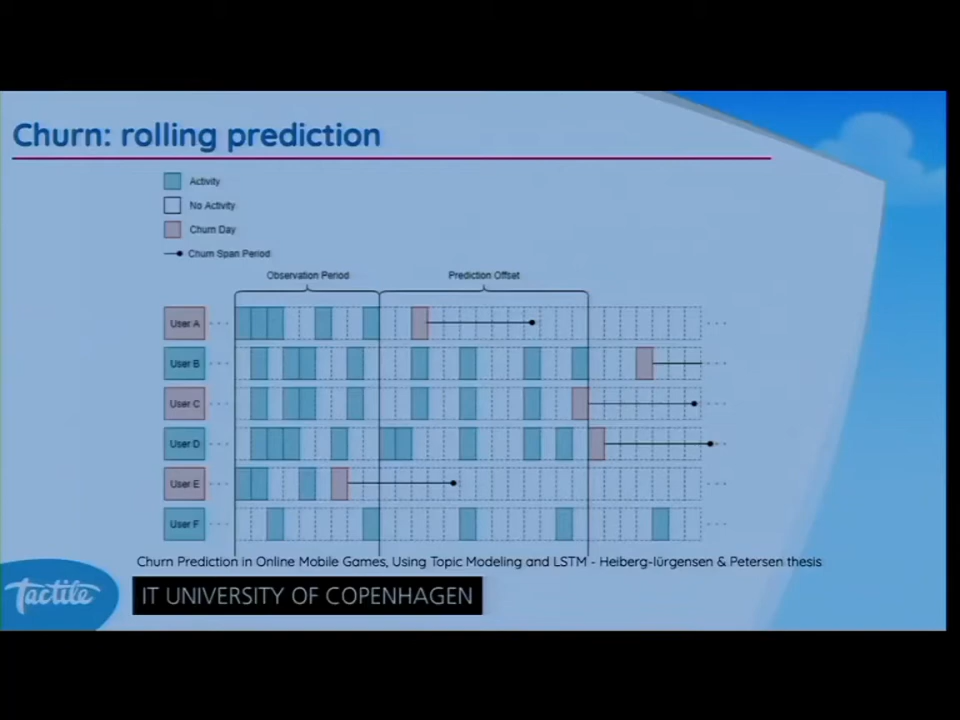 Churn: rolling prediction
Activity
No Activity
Churn Day
Churn Span Period
Observation Period
Prediction Offset
User A
User B
User C
User D
User E
User F
Churn Prediction in Online Mobile Games, Using Topic Modeling and LSTM - Heiberg-Iürgensen & Petersen thesis
Tactile
IT UNIVERSITY OF COPENHAGEN